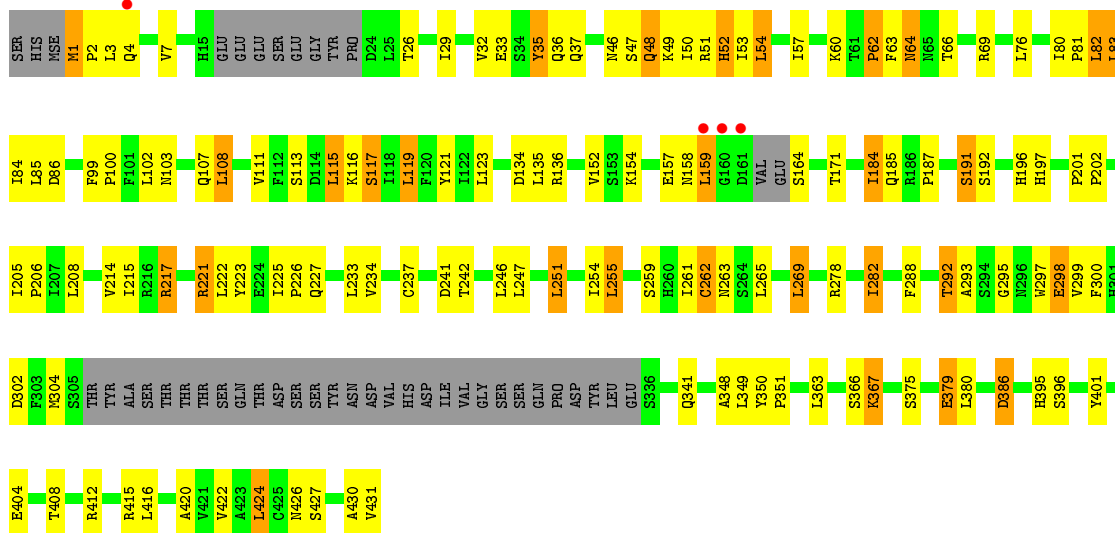 SER HIS MSE M1 P2 L3 Q4 V7 H15 GLU GLU GLU SER GLU GLY TYR PRO D24 L25 T26 I29 V32 E33 S34 Y35 Q36 Q37 N46 S47 Q48 K49 I50 R51 H52 I53 L54 I57 K60 T61 P62 F63 N64 N65 T66 R69 L76 I80 P81 L82
I84 L85 D86 F99 P100 F101 L102 N103 Q107 L108 V111 F112 S113 D114 L115 K116 S117 I118 L119 F120 Y121 I122 L123 D134 L135 R136 V152 S153 K154 E157 N158 L159 G160 D161 VAL GLU S164 T171 I184 Q185 R186 P187 S191 S192 H196 H197 P201 P202
I205 P206 I207 L208 V214 I215 R216 R217 R221 L222 Y223 E224 I225 P226 Q227 L233 V234 C237 D241 T242 L246 L247 L251 I254 L255 S259 H260 I261 C262 N263 S264 L265 L269 R278 I282 F288 T292 A293 S294 G295 N296 W297 E298 V299 F300 H301
D302 F303 M304 S305 THR TYR ALA SER THR THR THR SER GLN THR ASP SER SER TYR ASN ASP VAL HIS ASP ILE VAL GLY SER SER GLN PRO ASP TYR LEU GLU S336 Q341 A348 L349 Y350 P351 L363 S366 K367 S375 E379 L380 D386 H395 S396 Y401
E404 T408 R412 R415 L416 A420 V421 V422 A423 L424 C425 N426 S427 A430 V431